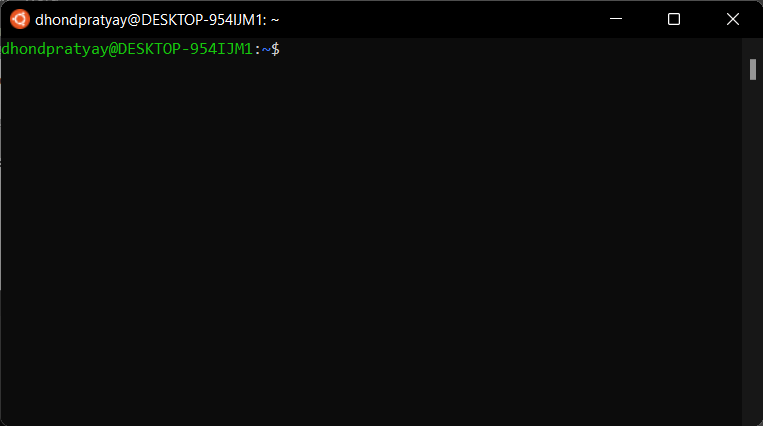 dhondpratyay@DESKTOP-954IJM1: ~
dhondpratyay@DESKTOP-954IJM1:~$